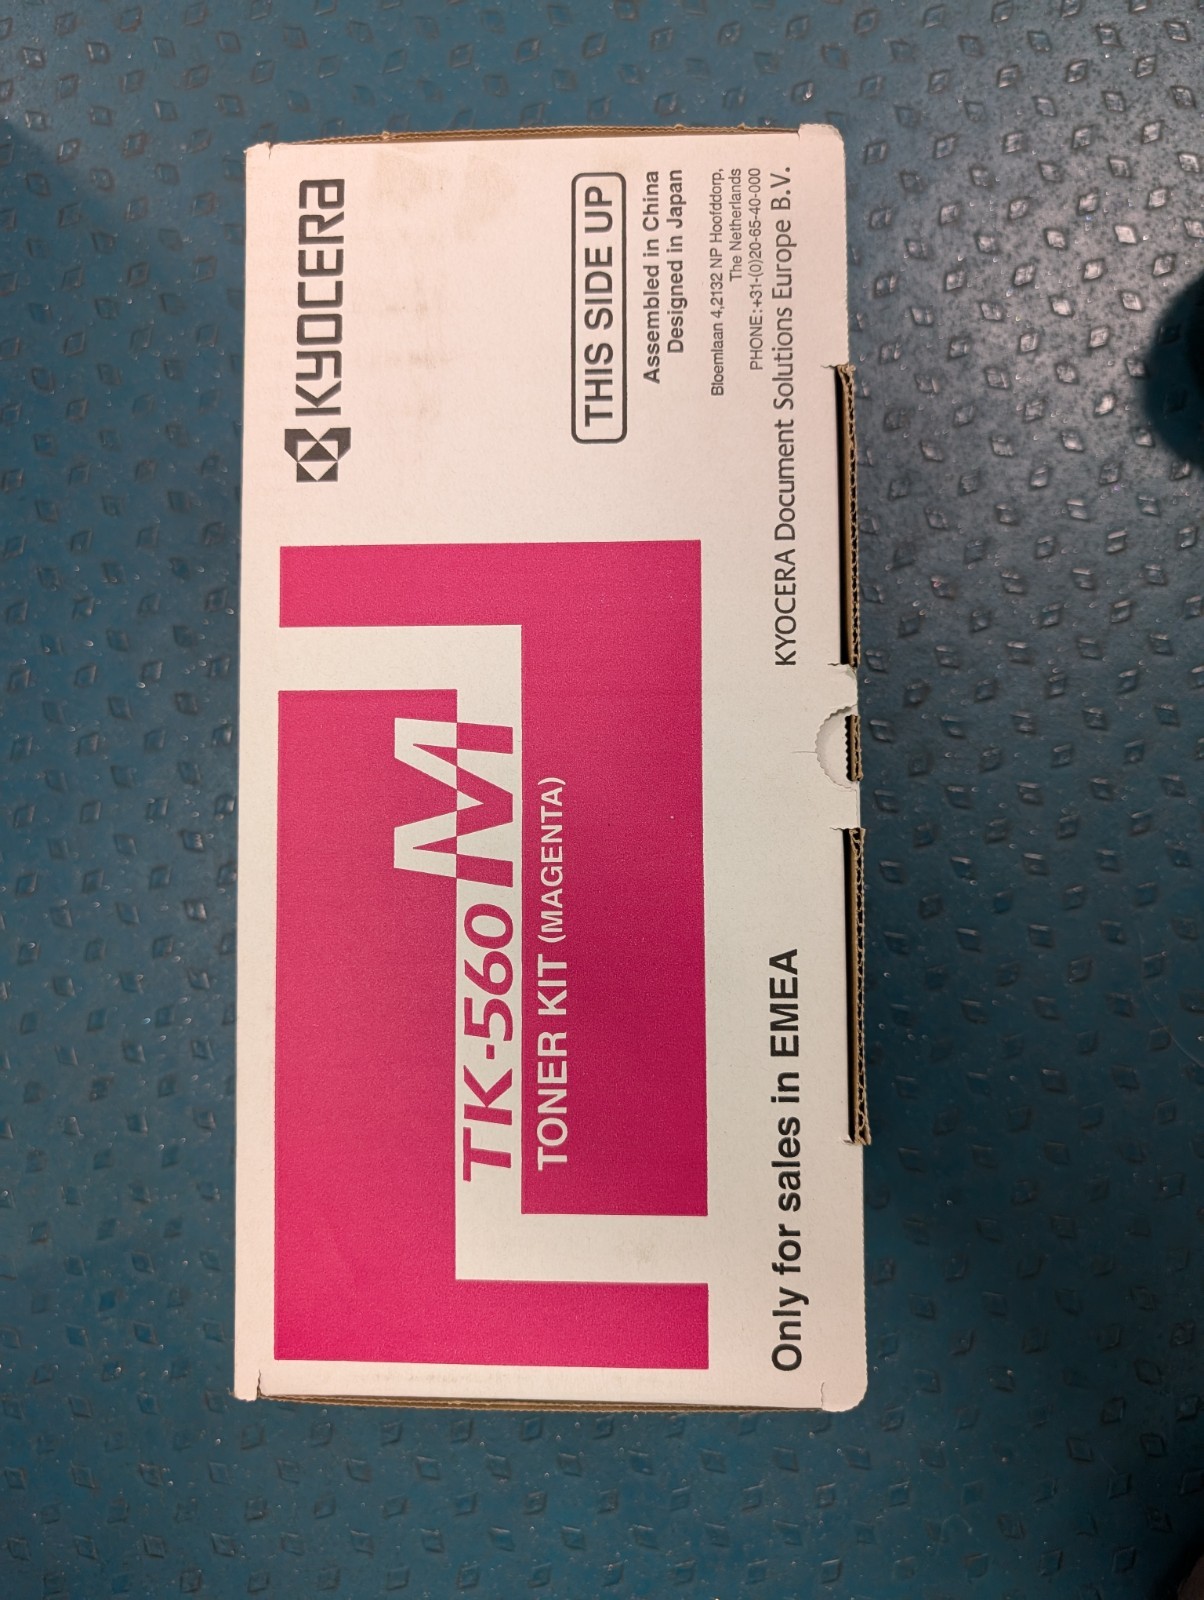 KYOCERA
TK-560 M
TONER KIT (MAGENTA)
THIS SIDE UP
Assembled in China
Designed in Japan
Bloemlaan 4,2132 NP Hoofddorp,
The Netherlands
PHONE:+31-(0)20-65-40-000
Only for sales in EMEA
KYOCERA Document Solutions Europe B.V.